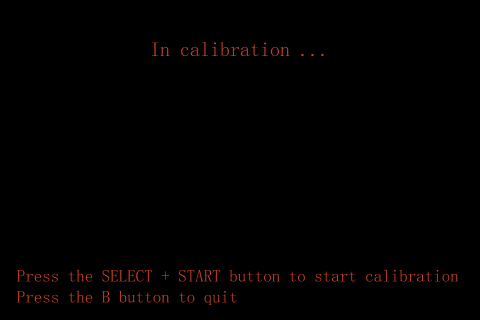 In calibration ...
Press the SELECT + START button to start calibration
Press the B button to quit